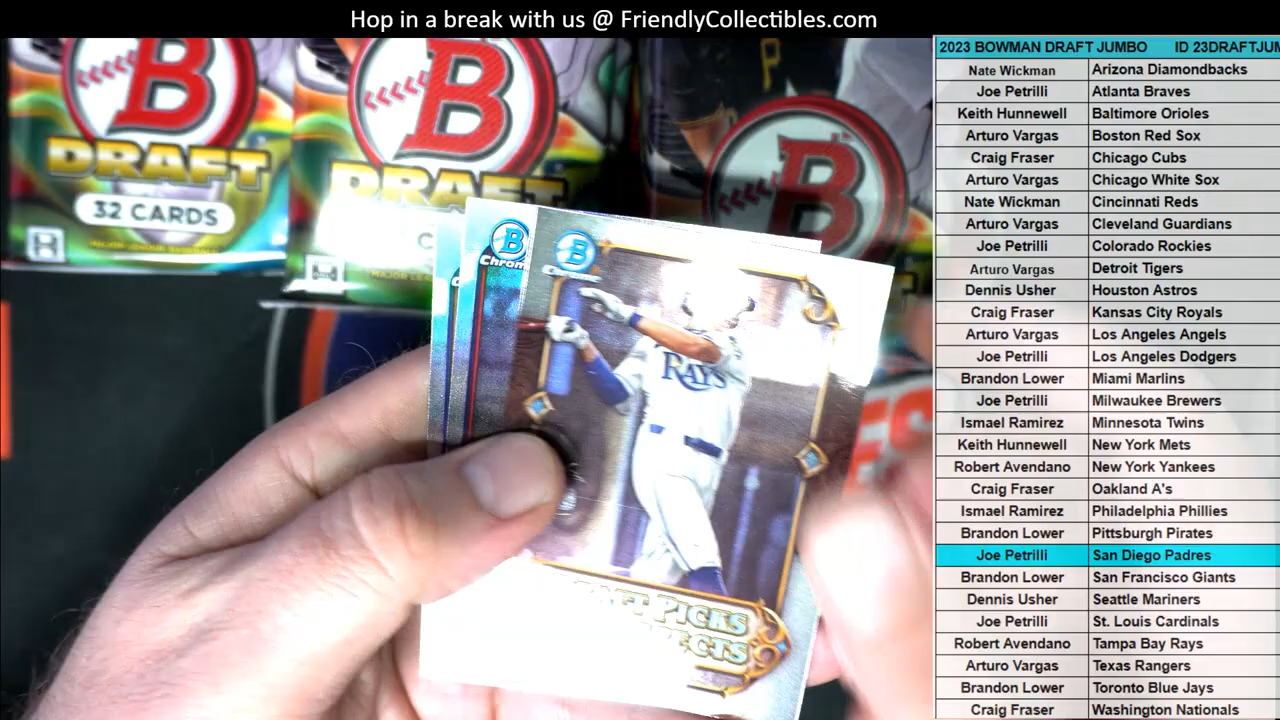 Hop in a break with us @ FriendlyCollectibles.com
2023 BOWMAN DRAFT JUMBO ID 23DRAFTJUM
Nate Wickman Arizona Diamondbacks
Joe Petrilli Atlanta Braves
Keith Hunnewell Baltimore Orioles
Arturo Vargas Boston Red Sox
Craig Fraser Chicago Cubs
Arturo Vargas Chicago White Sox
Nate Wickman Cincinnati Reds
Arturo Vargas Cleveland Guardians
Joe Petrilli Colorado Rockies
Arturo Vargas Detroit Tigers
Dennis Usher Houston Astros
Craig Fraser Kansas City Royals
Arturo Vargas Los Angeles Angels
Joe Petrilli Los Angeles Dodgers
Brandon Lower Miami Marlins
Joe Petrilli Milwaukee Brewers
Ismael Ramirez Minnesota Twins
Keith Hunnewell New York Mets
Robert Avendano New York Yankees
Craig Fraser Oakland A's
Ismael Ramirez Philadelphia Phillies
Brandon Lower Pittsburgh Pirates
Joe Petrilli San Diego Padres
Brandon Lower San Francisco Giants
Dennis Usher Seattle Mariners
Joe Petrilli St. Louis Cardinals
Robert Avendano Tampa Bay Rays
Arturo Vargas Texas Rangers
Brandon Lower Toronto Blue Jays
Craig Fraser Washington Nationals
B
DRAFT
32 CARDS
B
DRAFT
P
B
B
Chrom
B
RAYS
PICKS